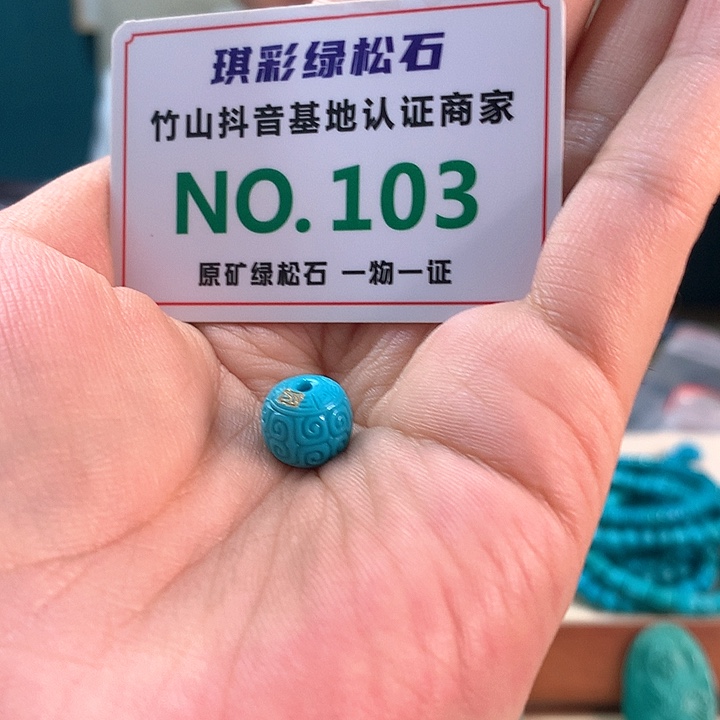 琪彩绿松石
竹山抖音基地认证商家
NO.103
原矿绿松石 一物一证